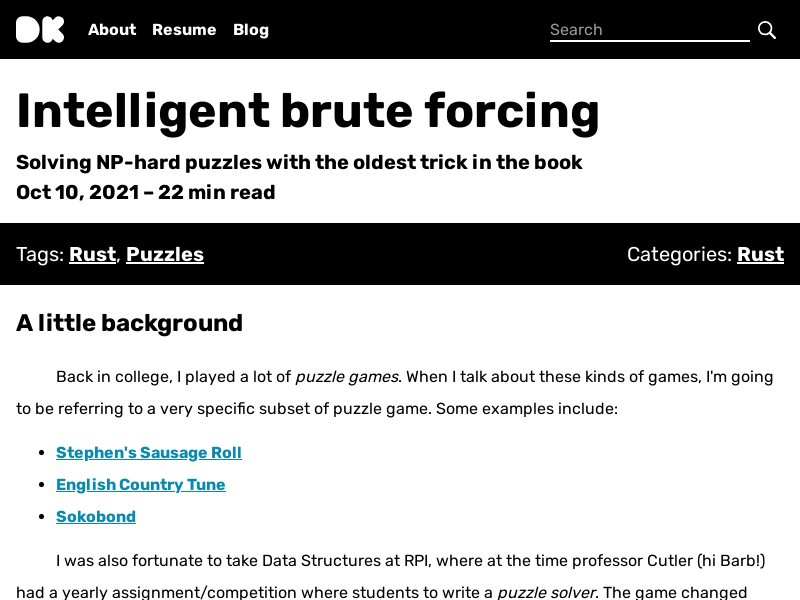 DK About Resume Blog Search
Intelligent brute forcing
Solving NP-hard puzzles with the oldest trick in the book
Oct 10, 2021 – 22 min read
Tags: Rust, Puzzles Categories: Rust
A little background
Back in college, I played a lot of puzzle games. When I talk about these kinds of games, I'm going
to be referring to a very specific subset of puzzle game. Some examples include:
• Stephen's Sausage Roll
• English Country Tune
• Sokobond
I was also fortunate to take Data Structures at RPI, where at the time professor Cutler (hi Barb!)
had a yearly assignment/competition where students to write a puzzle solver. The game changed